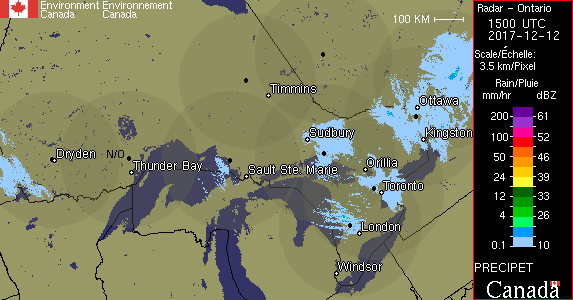 Environment Environnement
Canada Canada
100 KM
Radar - Ontario
1500 UTC
2017-12-12
Scale/Échelle:
3.5 km/Pixel
Rain/Pluie
mm/hr dBZ
200 61
100 52
50 46
24 39
12 33
4 26
0.1 10
Timmins
Ottawa
Sudbury
Kingston
Dryden
N/O
Thunder Bay
Sault Ste. Marie
Orillia
Toronto
London
Windsor
PRECIPET
Canada